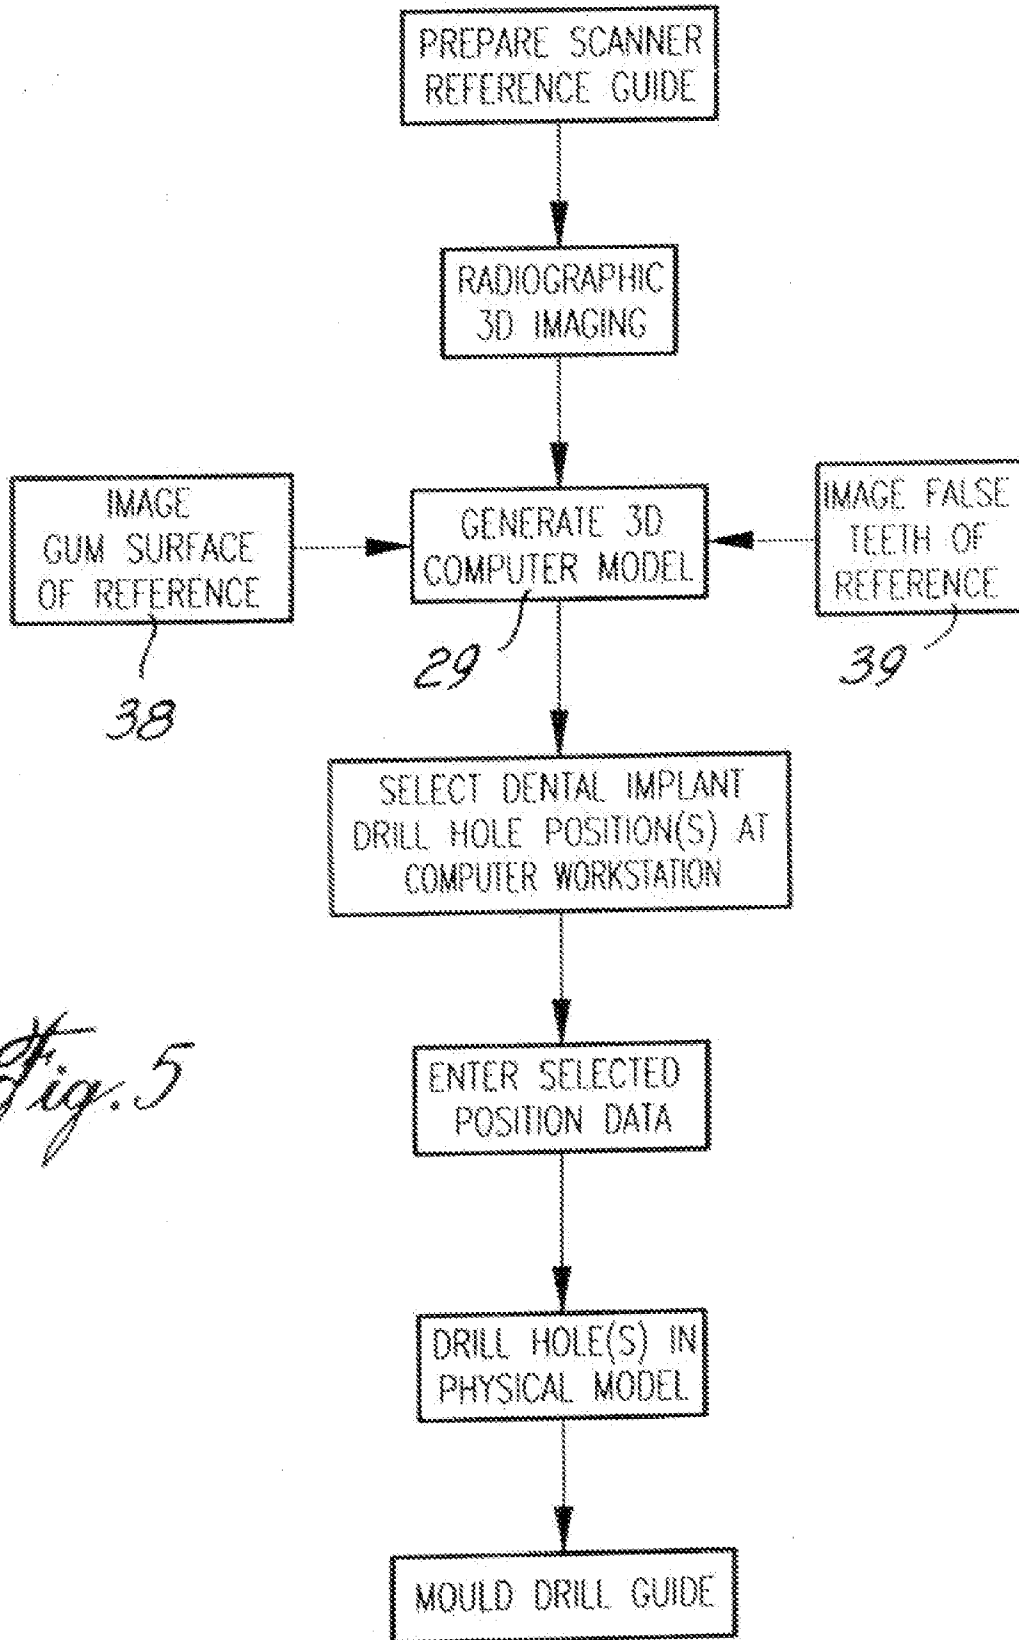 PREPARE SCANNER
REFERENCE GUIDE
RADIOGRAPHIC
3D IMAGING
IMAGE
GUM SURFACE
OF REFERENCE
38
GENERATE 3D
COMPUTER MODEL
29
IMAGE FALSE
TEETH OF
REFERENCE
39
SELECT DENTAL IMPLANT
DRILL HOLE POSITION(S) AT
COMPUTER WORKSTATION
Fig. 5
ENTER SELECTED
POSITION DATA
DRILL HOLE(S) IN
PHYSICAL MODEL
MOULD DRILL GUIDE